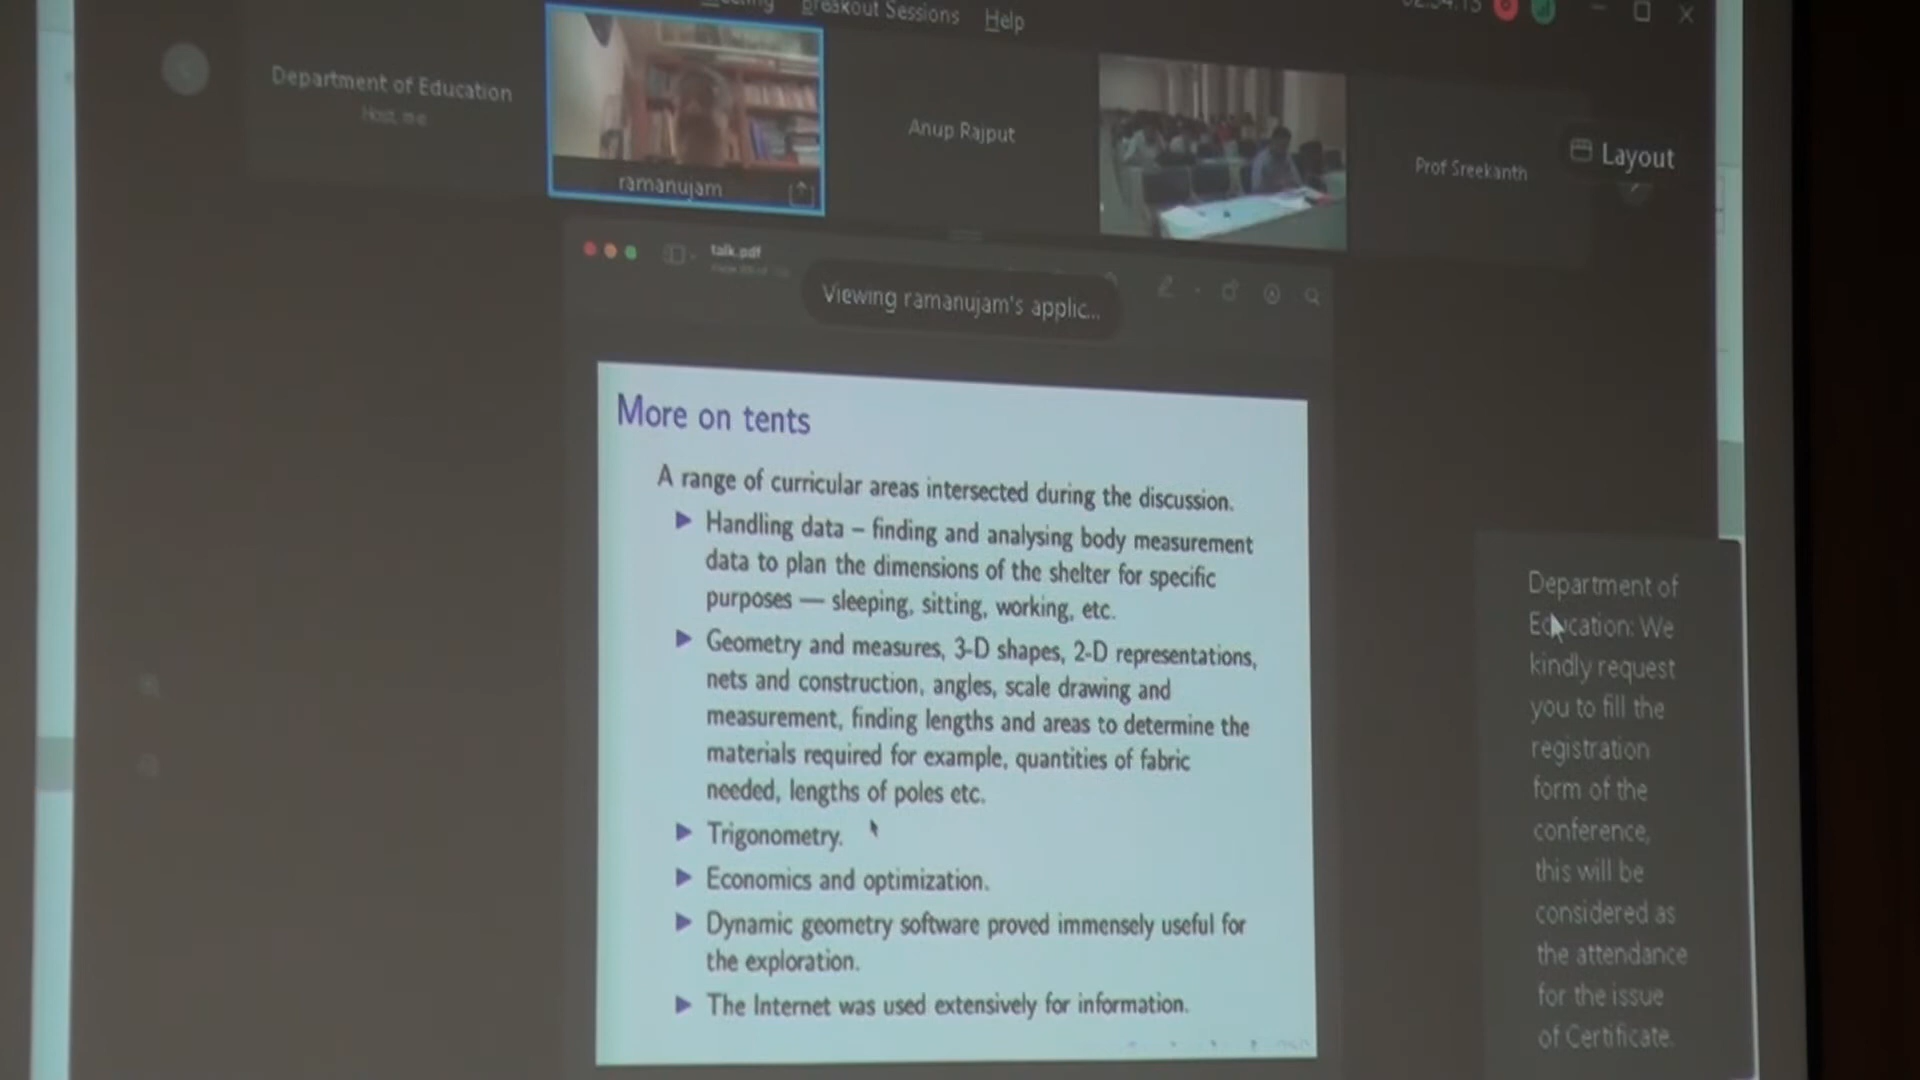 Breakout Sessions Help
Department of Education
Host, me
ramanujam
Anup Rajput
Prof Sreekanth
Layout
talk.pdf
Viewing ramanujam's applic...
More on tents
A range of curricular areas intersected during the discussion.
Handling data – finding and analysing body measurement
data to plan the dimensions of the shelter for specific
purposes — sleeping, sitting, working, etc.
Geometry and measures, 3-D shapes, 2-D representations,
nets and construction, angles, scale drawing and
measurement, finding lengths and areas to determine the
materials required for example, quantities of fabric
needed, lengths of poles etc.
Trigonometry.
Economics and optimization.
Dynamic geometry software proved immensely useful for
the exploration.
The Internet was used extensively for information.
Department of
Education: We
kindly request
you to fill the
registration
form of the
conference,
this will be
considered as
the attendance
for the issue
of Certificate.